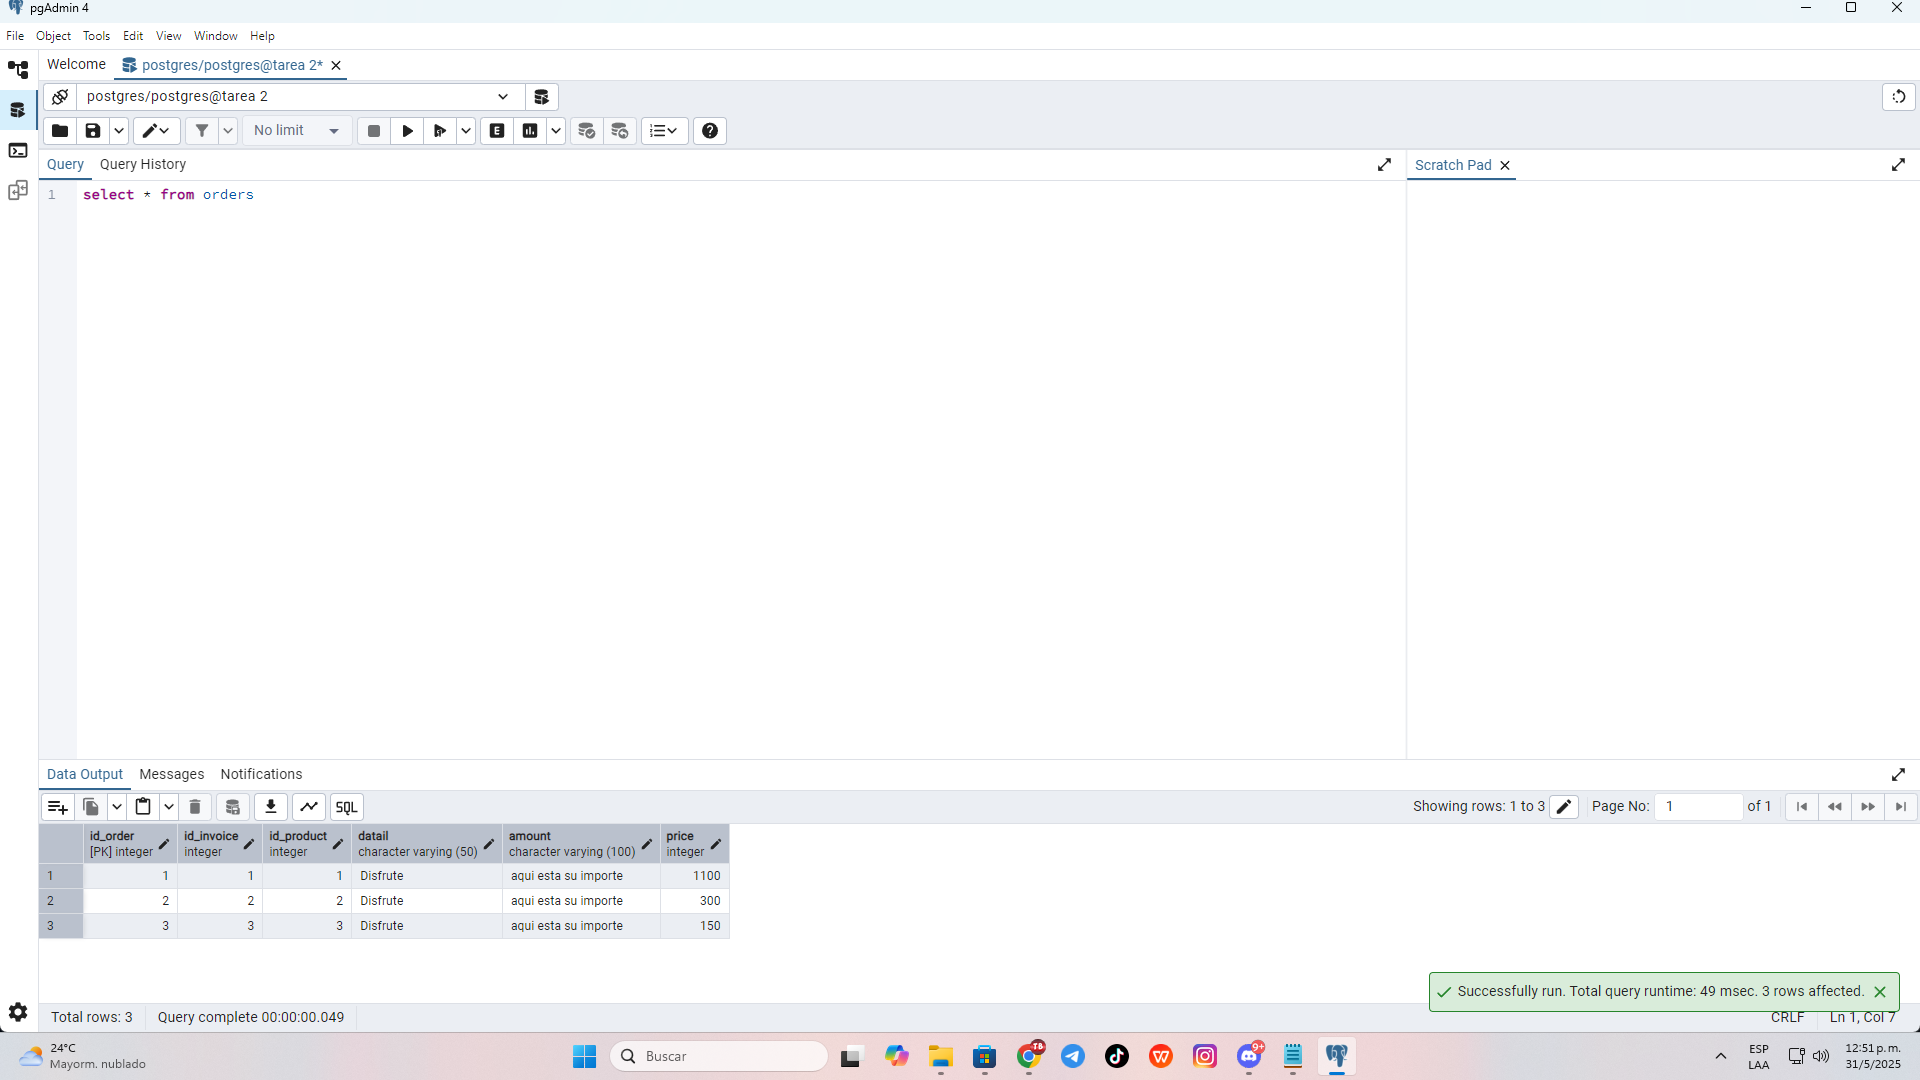 pgAdmin 4
File Object Tools Edit View Window Help
Welcome postgres/postgres@tarea 2*
postgres/postgres@tarea 2
No limit
E
Query Query History
Scratch Pad
1 select * from orders
Data Output Messages Notifications
SQL
Showing rows: 1 to 3 Page No: 1 of 1
id_order id_invoice id_product datail amount price
[PK] integer integer integer character varying (50) character varying (100) integer
1 1 1 1 Disfrute aqui esta su importe 1100
2 2 2 2 Disfrute aqui esta su importe 300
3 3 3 3 Disfrute aqui esta su importe 150
Successfully run. Total query runtime: 49 msec. 3 rows affected.
Total rows: 3 Query complete 00:00:00.049
CRLF Ln 1, Col 7
24°C
Mayorm. nublado
Buscar
TB
9+
ESP
LAA
12:51 p. m.
31/5/2025